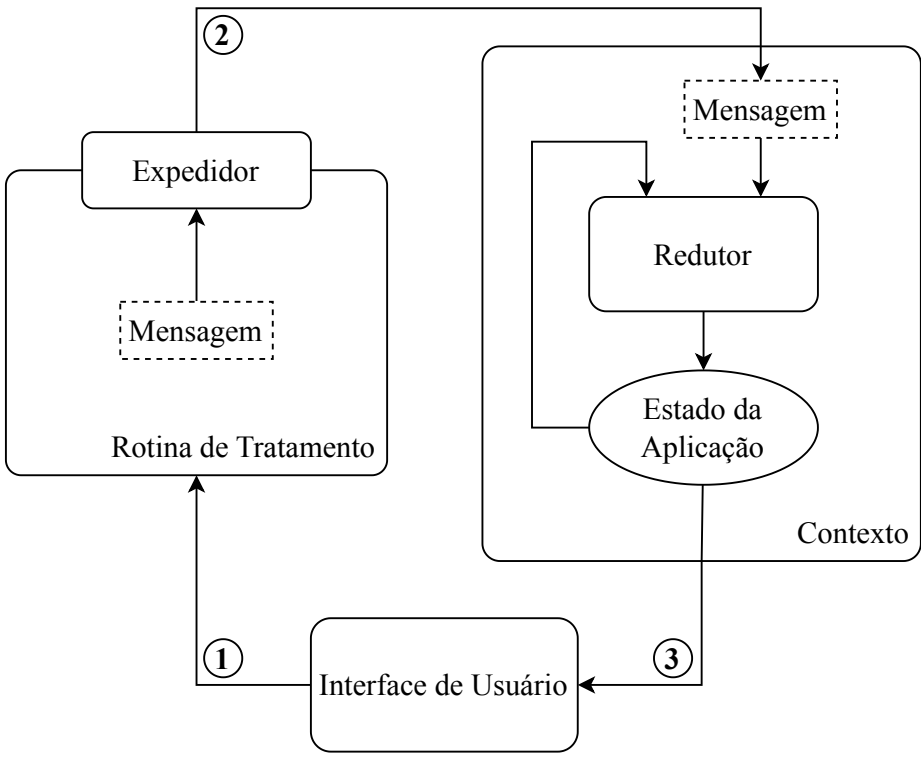 2
Mensagem
Expedidor
Redutor
Mensagem
Estado da
Aplicação
Rotina de Tratamento
Contexto
1
3
Interface de Usuário